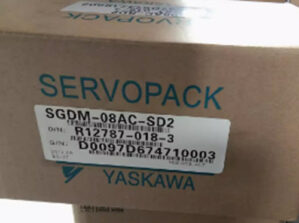 SERVOPACK
SGDM-08AC-SD2
O/N: R12787-018-3
S/N: D0097D674710003
YASKAWA